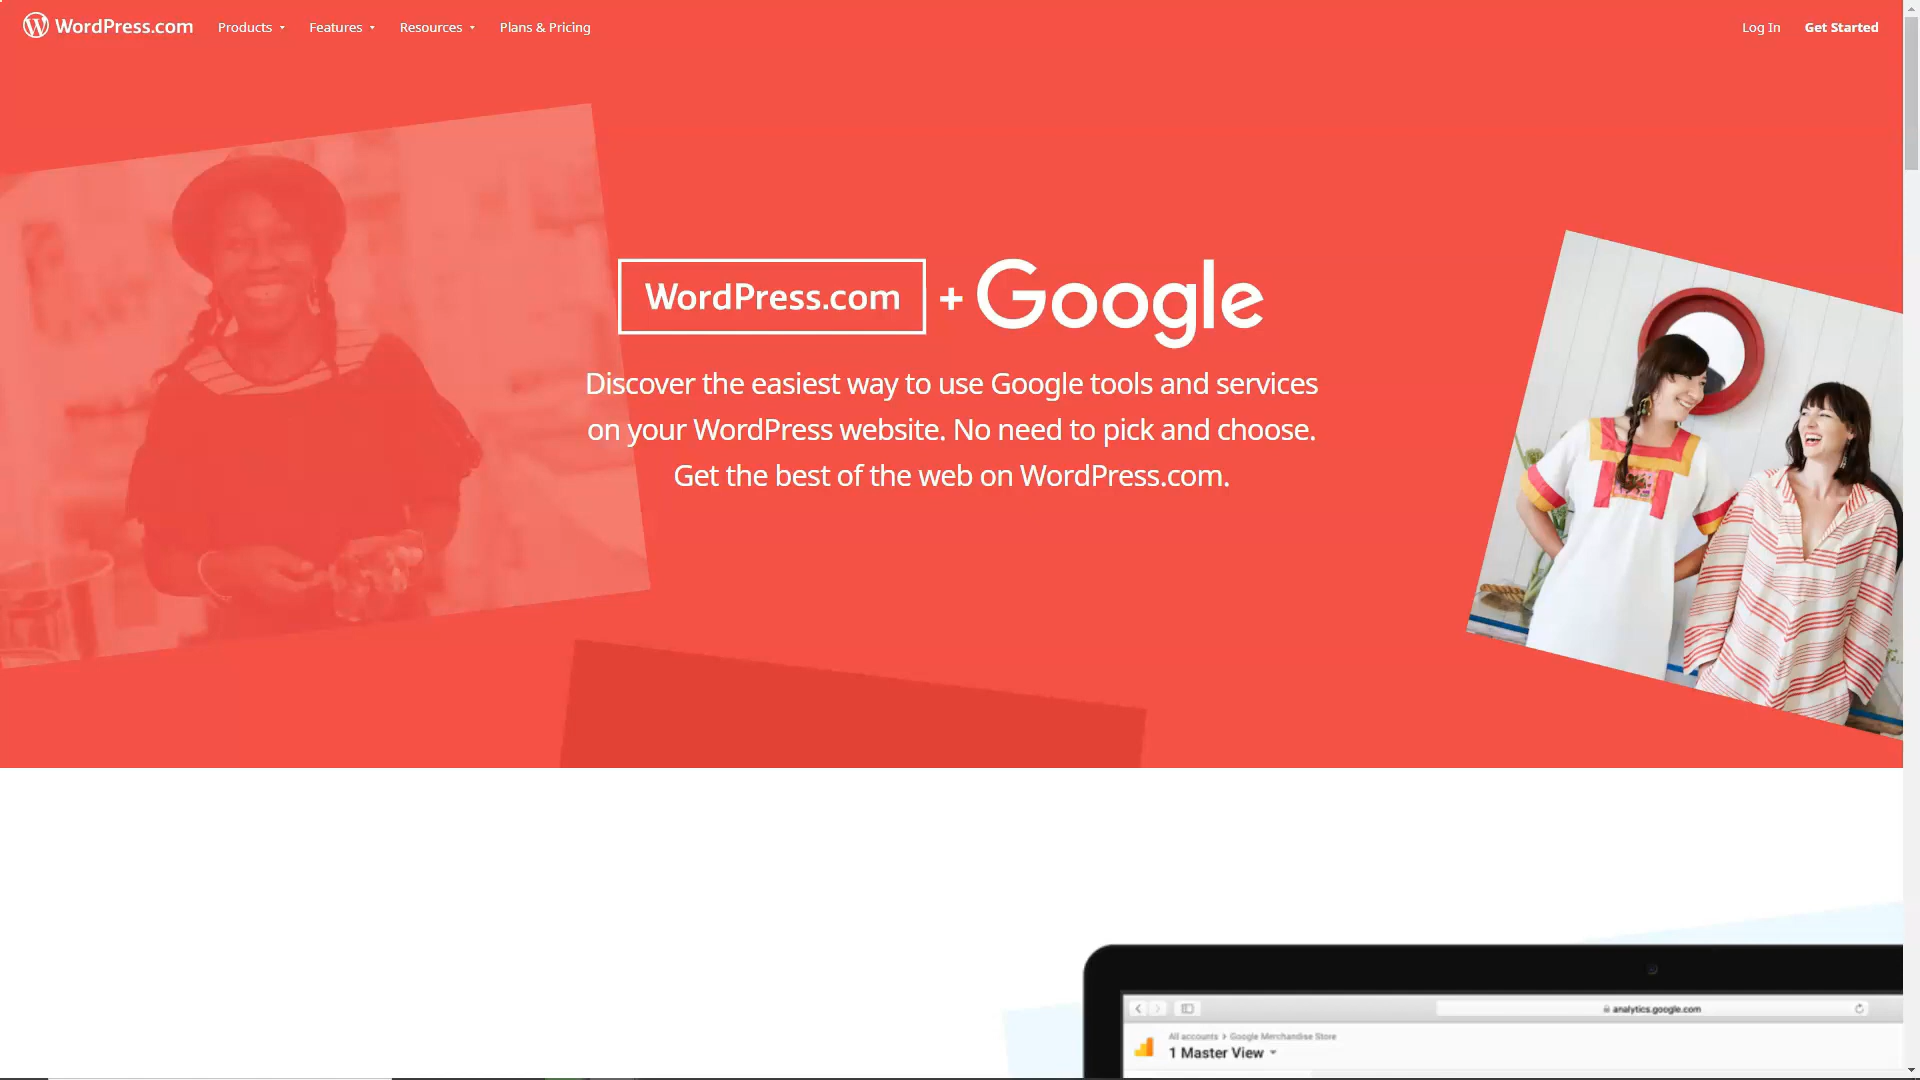 WordPress.com Products Features Resources Plans & Pricing Log In Get Started
WordPress.com + Google
Discover the easiest way to use Google tools and services
on your WordPress website. No need to pick and choose.
Get the best of the web on WordPress.com.
analytics.google.com
All accounts > Google Merchandise Store
1 Master View